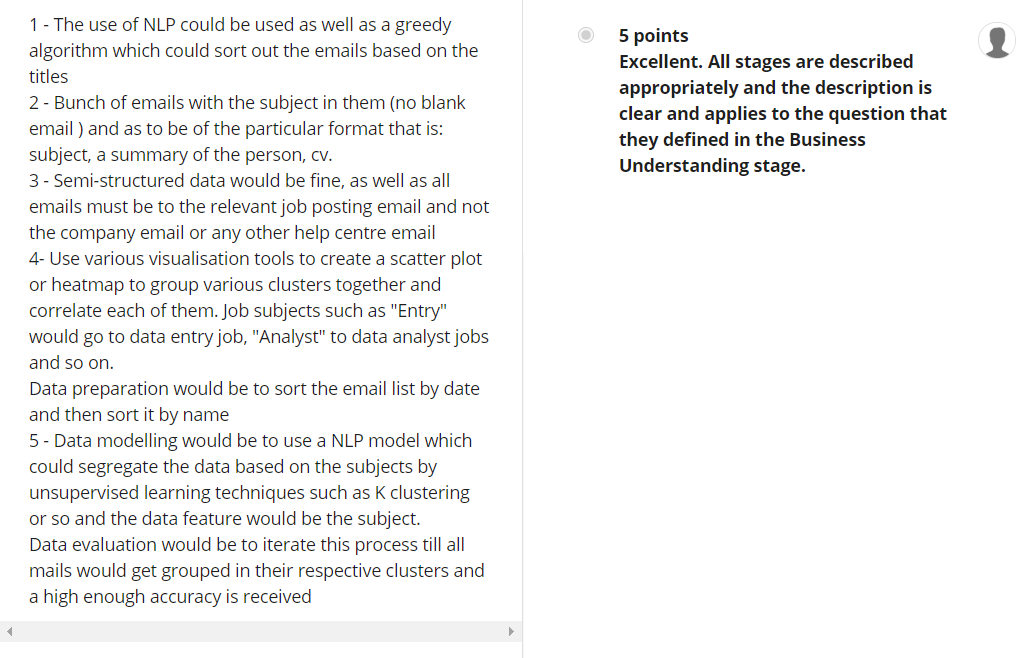 1 - The use of NLP could be used as well as a greedy
algorithm which could sort out the emails based on the
titles
2 - Bunch of emails with the subject in them (no blank
email ) and as to be of the particular format that is:
subject, a summary of the person, cv.
3 - Semi-structured data would be fine, as well as all
emails must be to the relevant job posting email and not
the company email or any other help centre email
4- Use various visualisation tools to create a scatter plot
or heatmap to group various clusters together and
correlate each of them. Job subjects such as "Entry"
would go to data entry job, "Analyst" to data analyst jobs
and so on.
Data preparation would be to sort the email list by date
and then sort it by name
5 - Data modelling would be to use a NLP model which
could segregate the data based on the subjects by
unsupervised learning techniques such as K clustering
or so and the data feature would be the subject.
Data evaluation would be to iterate this process till all
mails would get grouped in their respective clusters and
a high enough accuracy is received
5 points
Excellent. All stages are described
appropriately and the description is
clear and applies to the question that
they defined in the Business
Understanding stage.